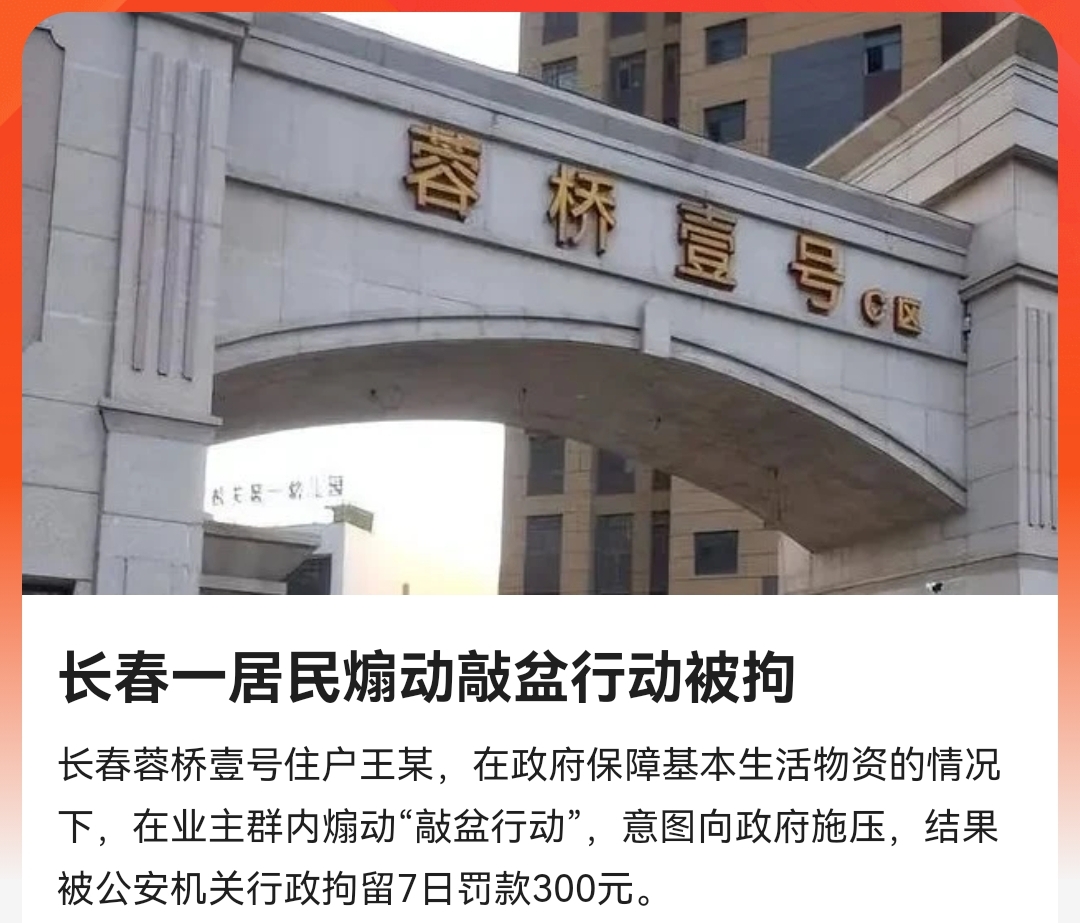 蓉桥壹号C区
长春一居民煽动敲盆行动被拘
长春蓉桥壹号住户王某，在政府保障基本生活物资的情况
下，在业主群内煽动“敲盆行动”，意图向政府施压，结果
被公安机关行政拘留7日罚款300元。